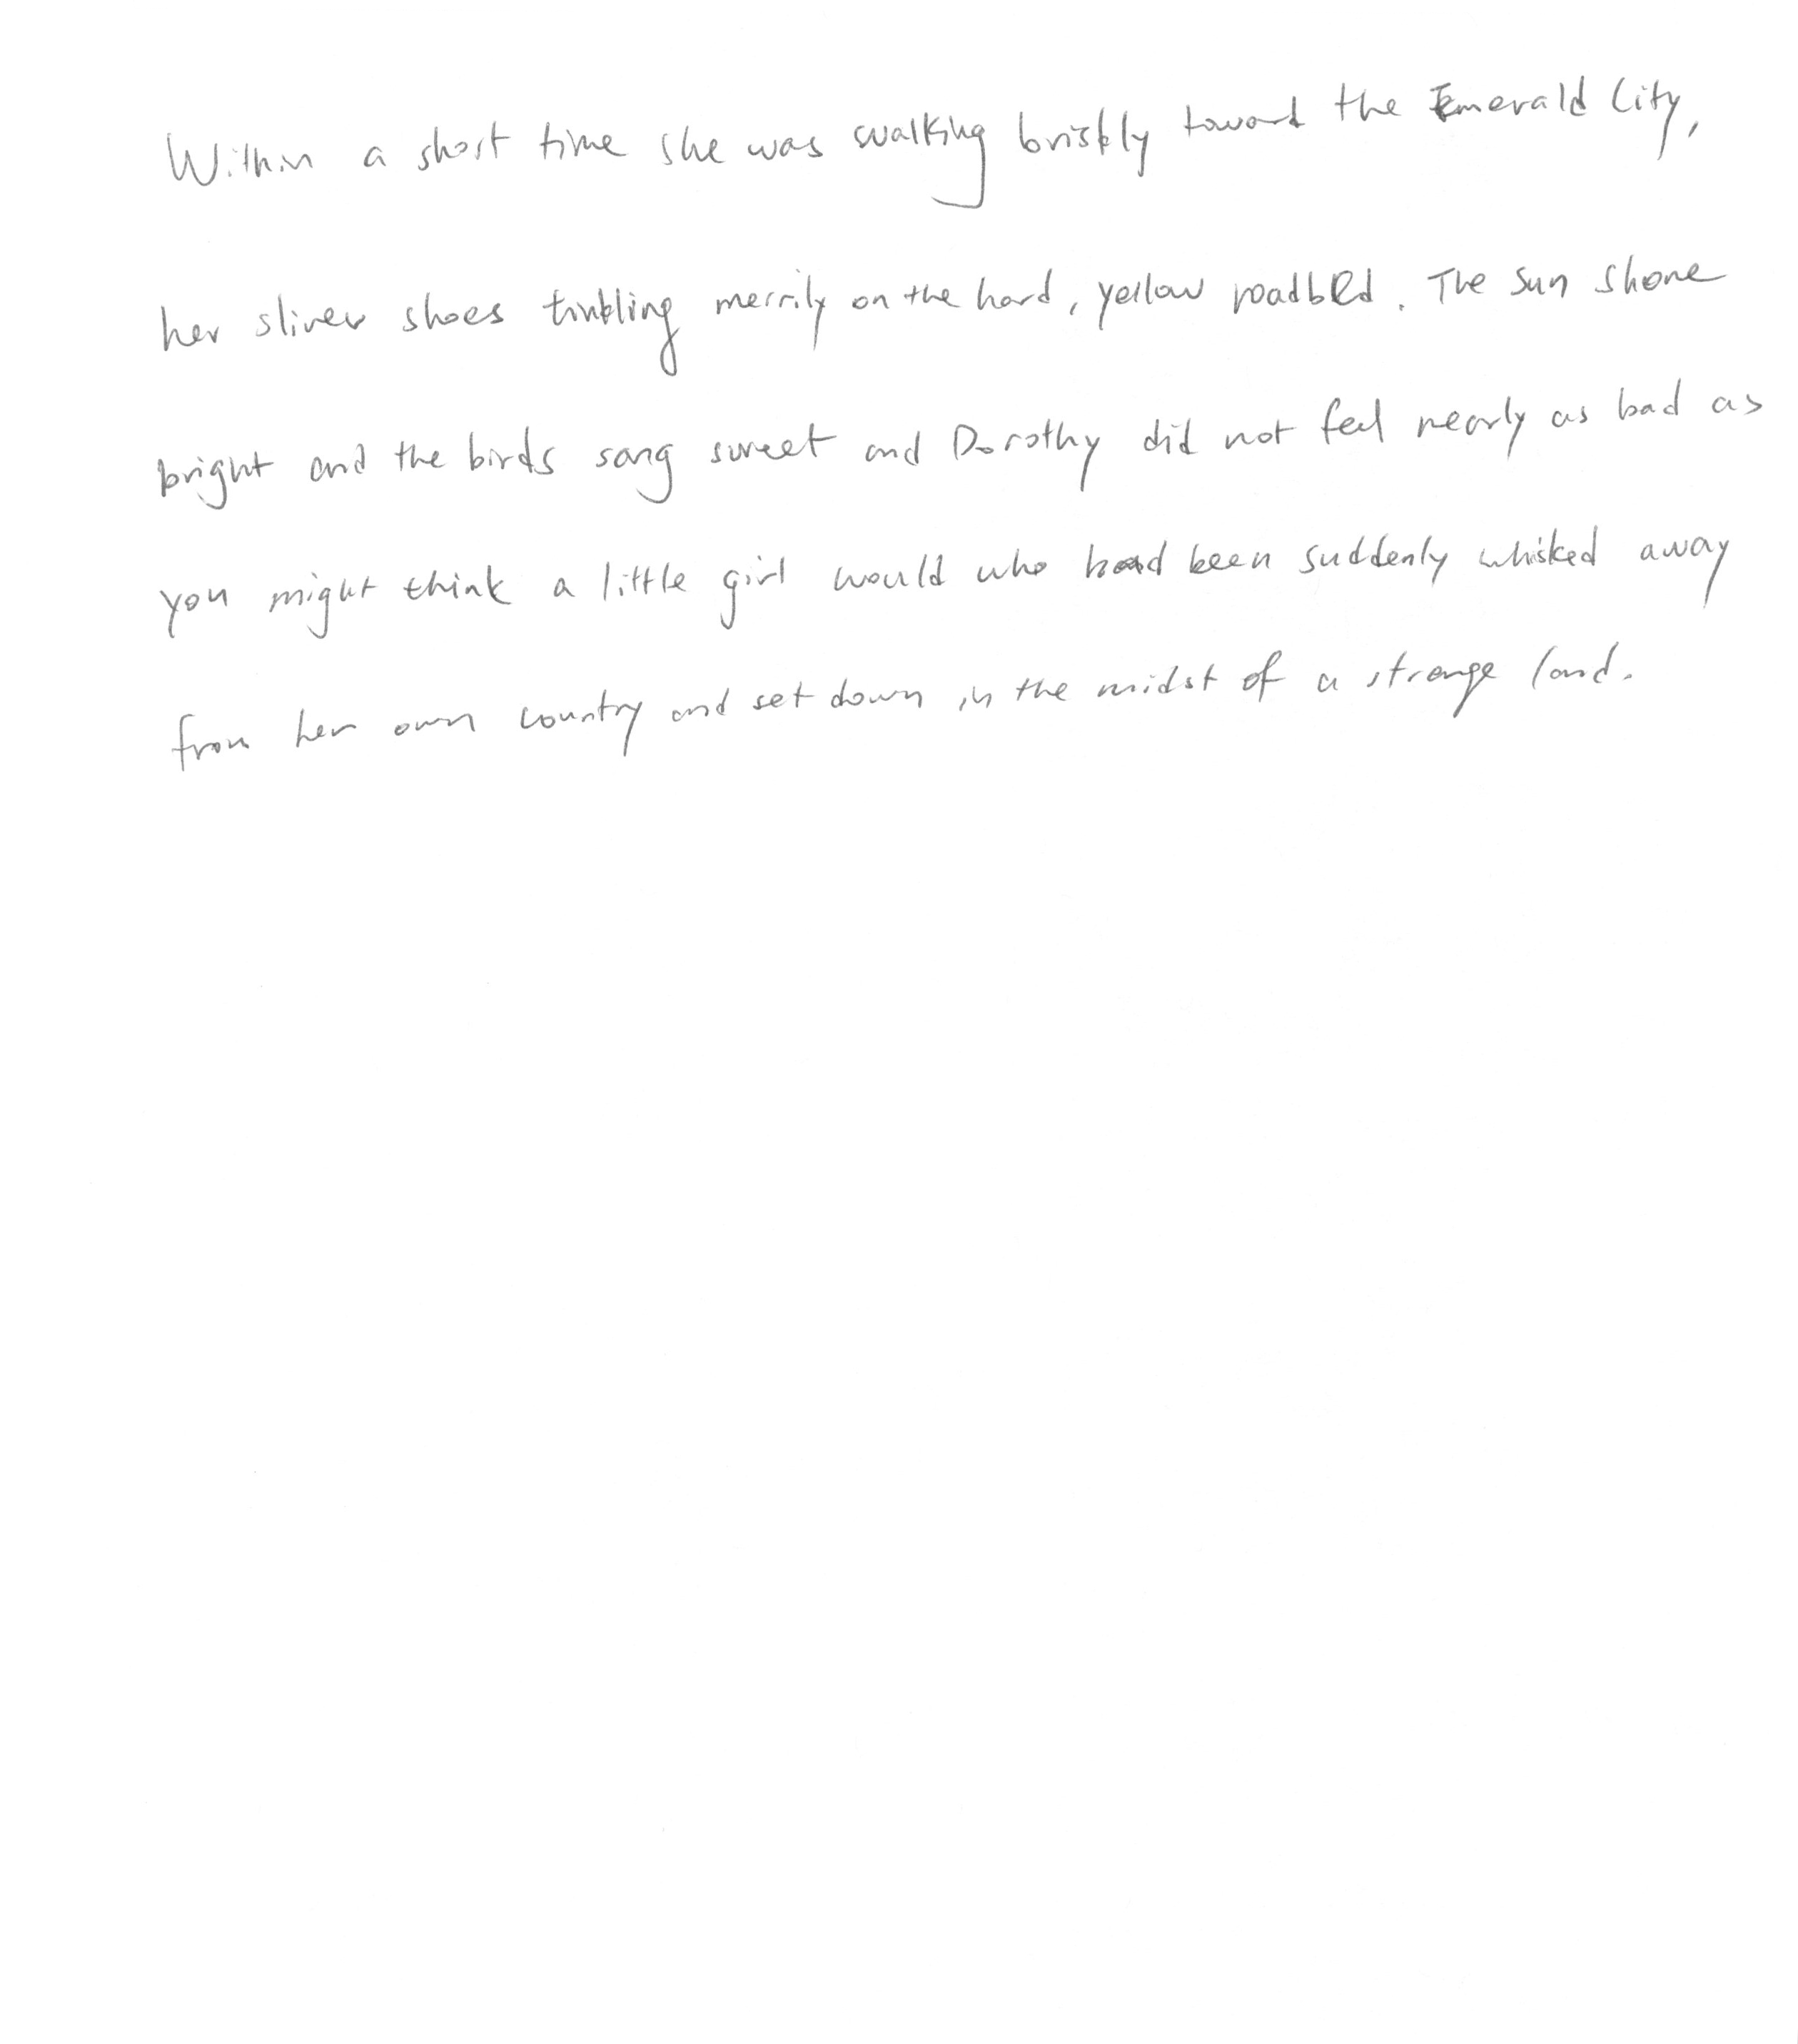 Within a short time she was walking briskly toward the Emerald City,
her sliver shoes tinkling merrily on the hard, yellow roadbed. The sun shone
bright and the birds sang sweet and Dorothy did not feel nearly as bad as
you might think a little girl would who had been suddenly whisked away
from her own country and set down in the midst of a strange land.